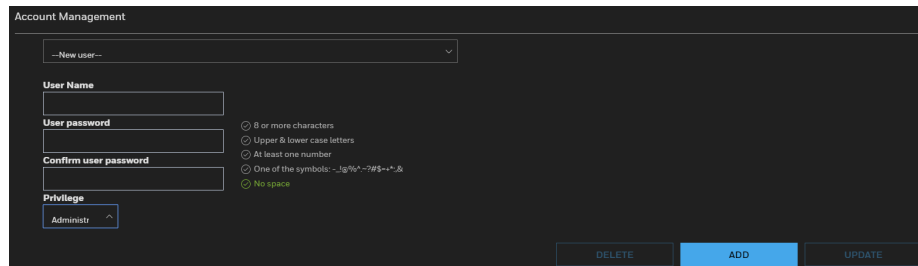 Account Management
--New user--
User Name
User password
8 or more characters
Upper & lower case letters
At least one number
Confirm user password
One of the symbols: -_!@%^.~?#$=+*:,&
No space
Privilege
Administr
DELETE
ADD
UPDATE